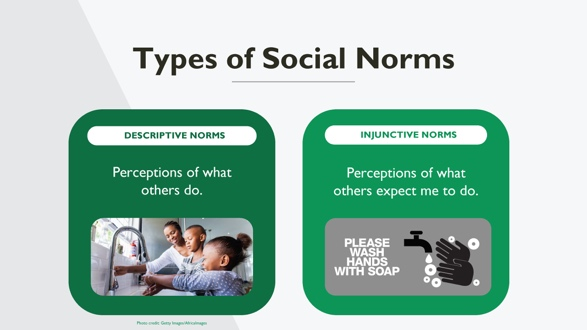 Types of Social Norms
DESCRIPTIVE NORMS
Perceptions of what
others do.
Photo credit: Getty Images/Africaimages
INJUNCTIVE NORMS
Perceptions of what
others expect me to do.
PLEASE
WASH
HANDS
WITH SOAP